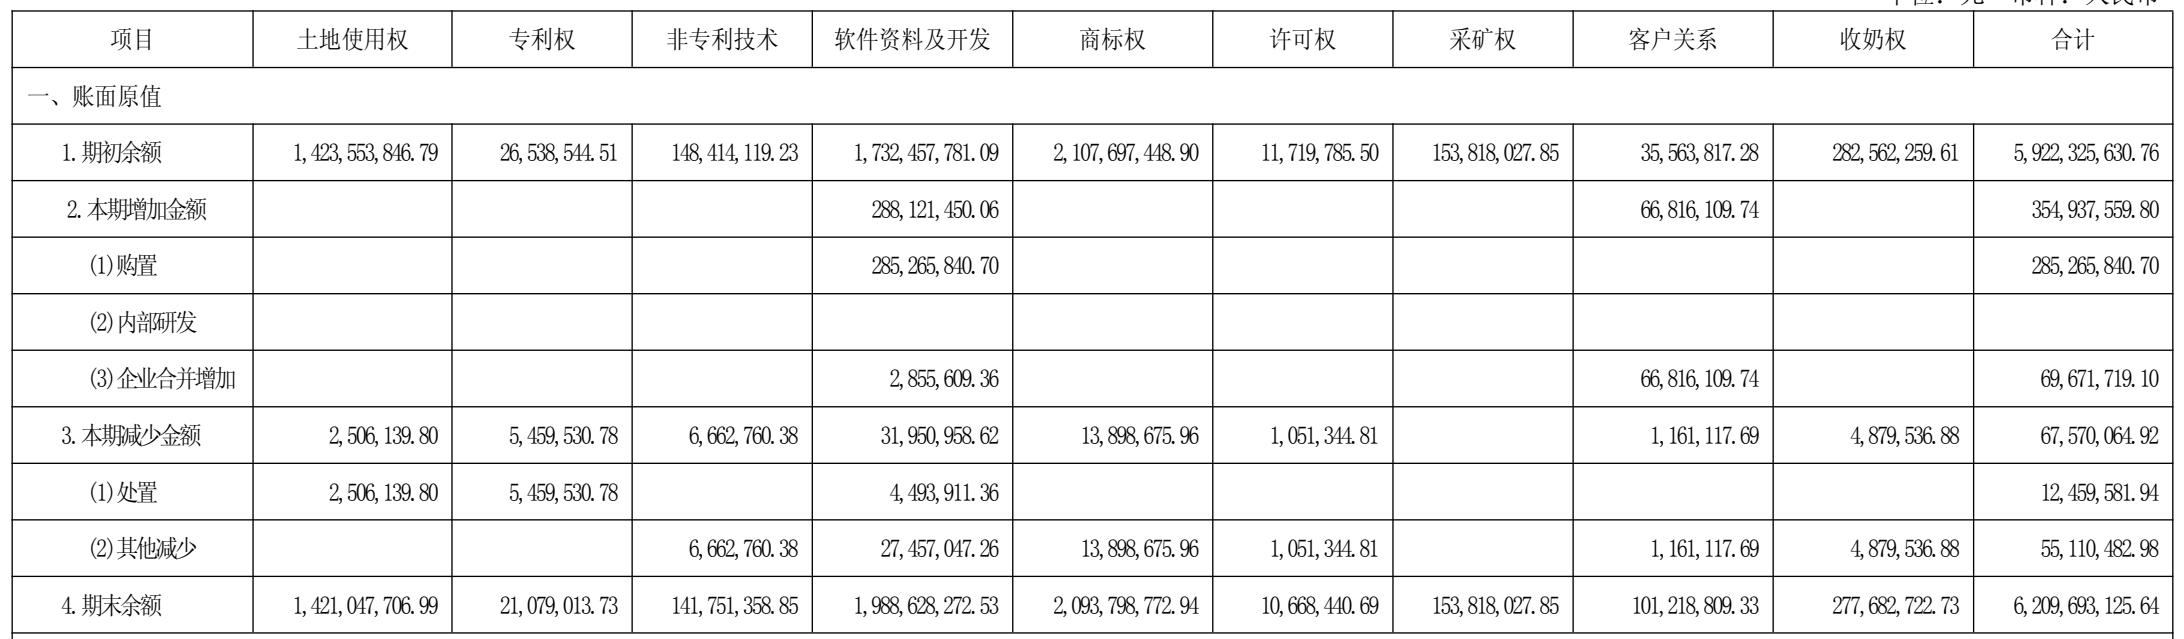 项目 土地使用权 专利权 非专利技术 软件资料及开发 商标权 许可权 采矿权 客户关系 收奶权 合计
一、账面原值
1.期初余额 1,423,553,846.79 26,538,544.51 148,414,119.23 1,732,457,781.09 2,107,697,448.90 11,719,785.50 153,818,027.85 35,563,817.28 282,562,259.61 5,922,325,630.76
2.本期增加金额 288,121,450.06 66,816,109.74 354,937,559.80
(1)购置 285,265,840.70 285,265,840.70
(2)内部研发
(3)企业合并增加 2,855,609.36 66,816,109.74 69,671,719.10
3.本期减少金额 2,506,139.80 5,459,530.78 6,662,760.38 31,950,958.62 13,898,675.96 1,051,344.81 1,161,117.69 4,879,536.88 67,570,064.92
(1)处置 2,506,139.80 5,459,530.78 4,493,911.36 12,459,581.94
(2)其他减少 6,662,760.38 27,457,047.26 13,898,675.96 1,051,344.81 1,161,117.69 4,879,536.88 55,110,482.98
4.期末余额 1,421,047,706.99 21,079,013.73 141,751,358.85 1,988,628,272.53 2,093,798,772.94 10,668,440.69 153,818,027.85 101,218,809.33 277,682,722.73 6,209,693,125.64